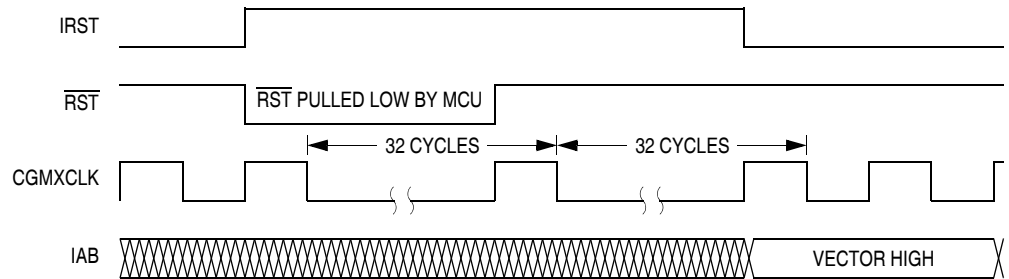 IRST
RST
RST PULLED LOW BY MCU
32 CYCLES
32 CYCLES
CGMXCLK
IAB
VECTOR HIGH